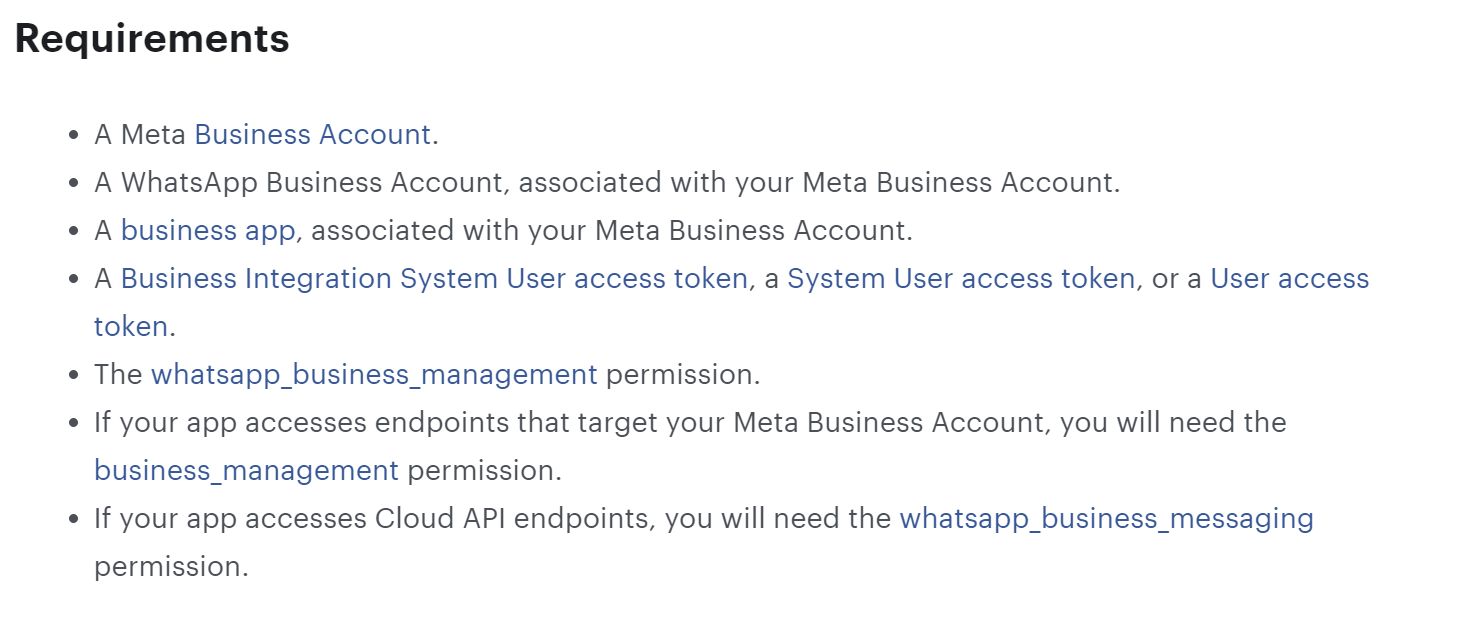 Requirements
• A Meta Business Account.
• A WhatsApp Business Account, associated with your Meta Business Account.
• A business app, associated with your Meta Business Account.
• A Business Integration System User access token, a System User access token, or a User access
token.
• The whatsapp_business_management permission.
• If your app accesses endpoints that target your Meta Business Account, you will need the
business_management permission.
• If your app accesses Cloud API endpoints, you will need the whatsapp_business_messaging
permission.